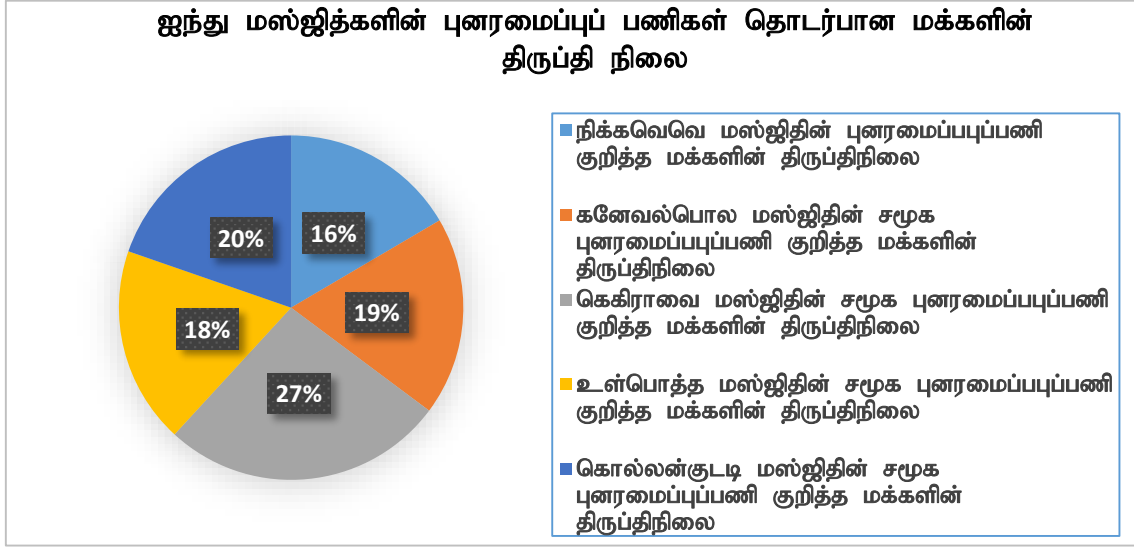 ஐந்து மஸ்ஜித்களின் புனரமைப்புப் பணிகள் தொடர்பான மக்களின்
திருப்தி நிலை
16%
19%
27%
18%
20%
நிக்கவெவெ மஸ்ஜிதின் புனரமைப்பபுப்பணி
குறித்த மக்களின் திருப்திநிலை
கனேவல்பொல மஸ்ஜிதின் சமூக
புனரமைப்பபுப்பணி குறித்த மக்களின்
திருப்திநிலை
கெகிராவை மஸ்ஜிதின் சமூக புனரமைப்பபுப்பணி
குறித்த மக்களின் திருப்திநிலை
உள்பொத்த மஸ்ஜிதின் சமூக புனரமைப்பபுப்பணி
குறித்த மக்களின் திருப்திநிலை
கொல்லன்குடடி மஸ்ஜிதின் சமூக
புனரமைப்புப்பணி குறித்த மக்களின்
திருப்திநிலை